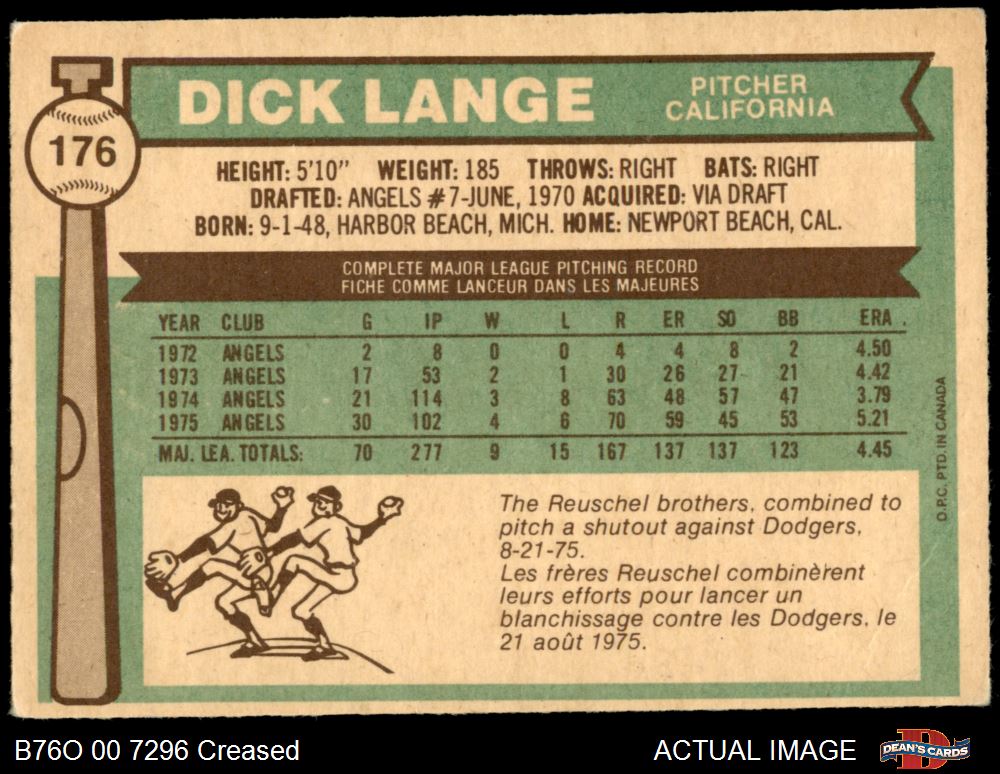 176
DICK LANGE
PITCHER
CALIFORNIA
HEIGHT: 5'10" WEIGHT: 185 THROWS: RIGHT BATS: RIGHT
DRAFTED: ANGELS #7-JUNE, 1970 ACQUIRED: VIA DRAFT
BORN: 9-1-48, HARBOR BEACH, MICH. HOME: NEWPORT BEACH, CAL.
COMPLETE MAJOR LEAGUE PITCHING RECORD
FICHE COMME LANCEUR DANS LES MAJEURES
YEAR CLUB G IP W L R ER SO BB ERA
1972 ANGELS 2 8 0 0 4 4 8 2 4.50
1973 ANGELS 17 53 2 1 30 26 27 21 4.42
1974 ANGELS 21 114 3 8 63 48 57 47 3.79
1975 ANGELS 30 102 4 6 70 59 45 53 5.21
MAJ. LEA. TOTALS: 70 277 9 15 167 137 137 123 4.45
The Reuschel brothers, combined to
pitch a shutout against Dodgers,
8-21-75.
Les frères Reuschel combinèrent
leurs efforts pour lancer un
blanchissage contre les Dodgers, le
21 août 1975.
O.P.C. PTD. IN CANADA
B76O 00 7296 Creased
ACTUAL IMAGE
DEAN'S CARDS